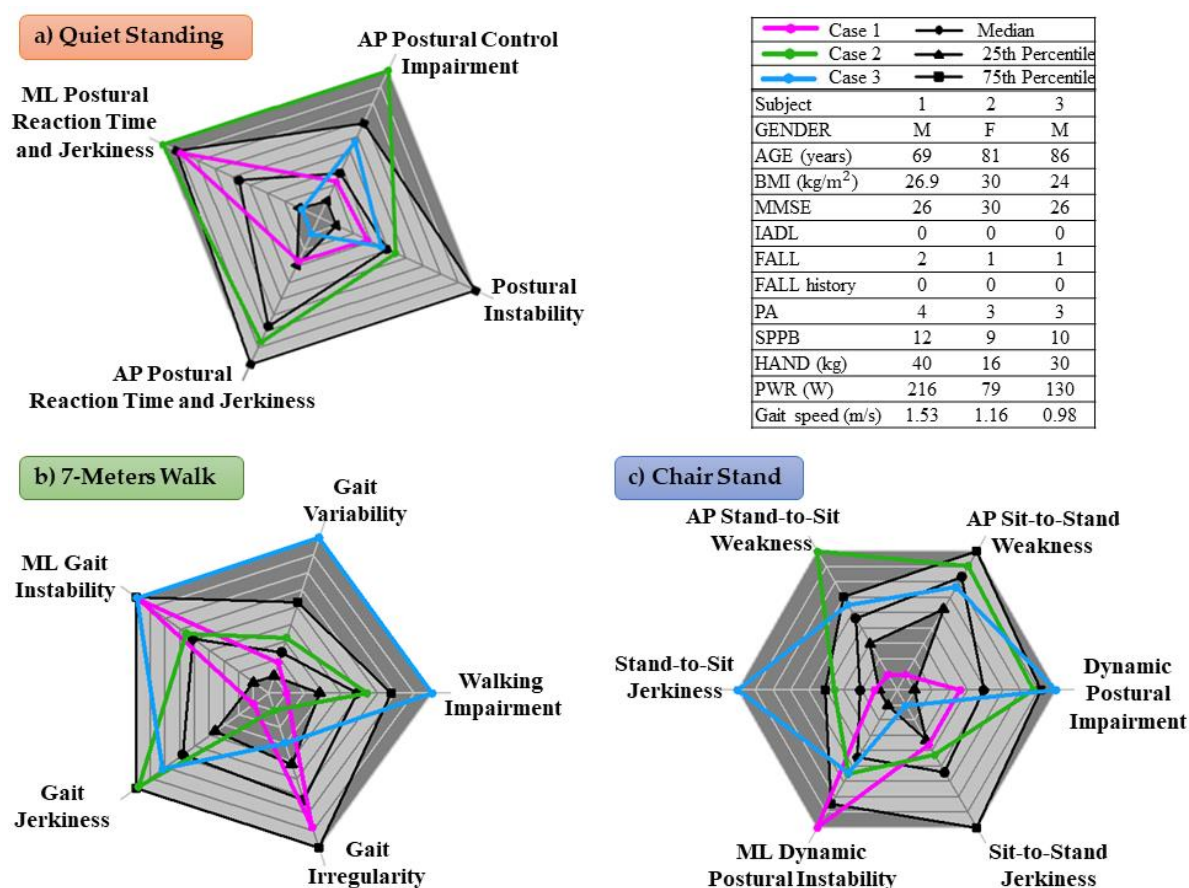 a) Quiet Standing
AP Postural Control
Impairment
ML Postural
Reaction Time
and Jerkiness
Postural
Instability
AP Postural
Reaction Time and Jerkiness
Case 1 Median
Case 2 25th Percentile
Case 3 75th Percentile
Subject 1 2 3
GENDER M F M
AGE (years) 69 81 86
BMI (kg/m²) 26.9 30 24
MMSE 26 30 26
IADL 0 0 0
FALL 2 1 1
FALL history 0 0 0
PA 4 3 3
SPPB 12 9 10
HAND (kg) 40 16 30
PWR (W) 216 79 130
Gait speed (m/s) 1.53 1.16 0.98
b) 7-Meters Walk
Gait
Variability
ML Gait
Instability
Walking
Impairment
Gait
Jerkiness
Gait
Irregularity
c) Chair Stand
AP Stand-to-Sit
Weakness
AP Sit-to-Stand
Weakness
Stand-to-Sit
Jerkiness
Dynamic
Postural
Impairment
ML Dynamic
Postural Instability
Sit-to-Stand
Jerkiness